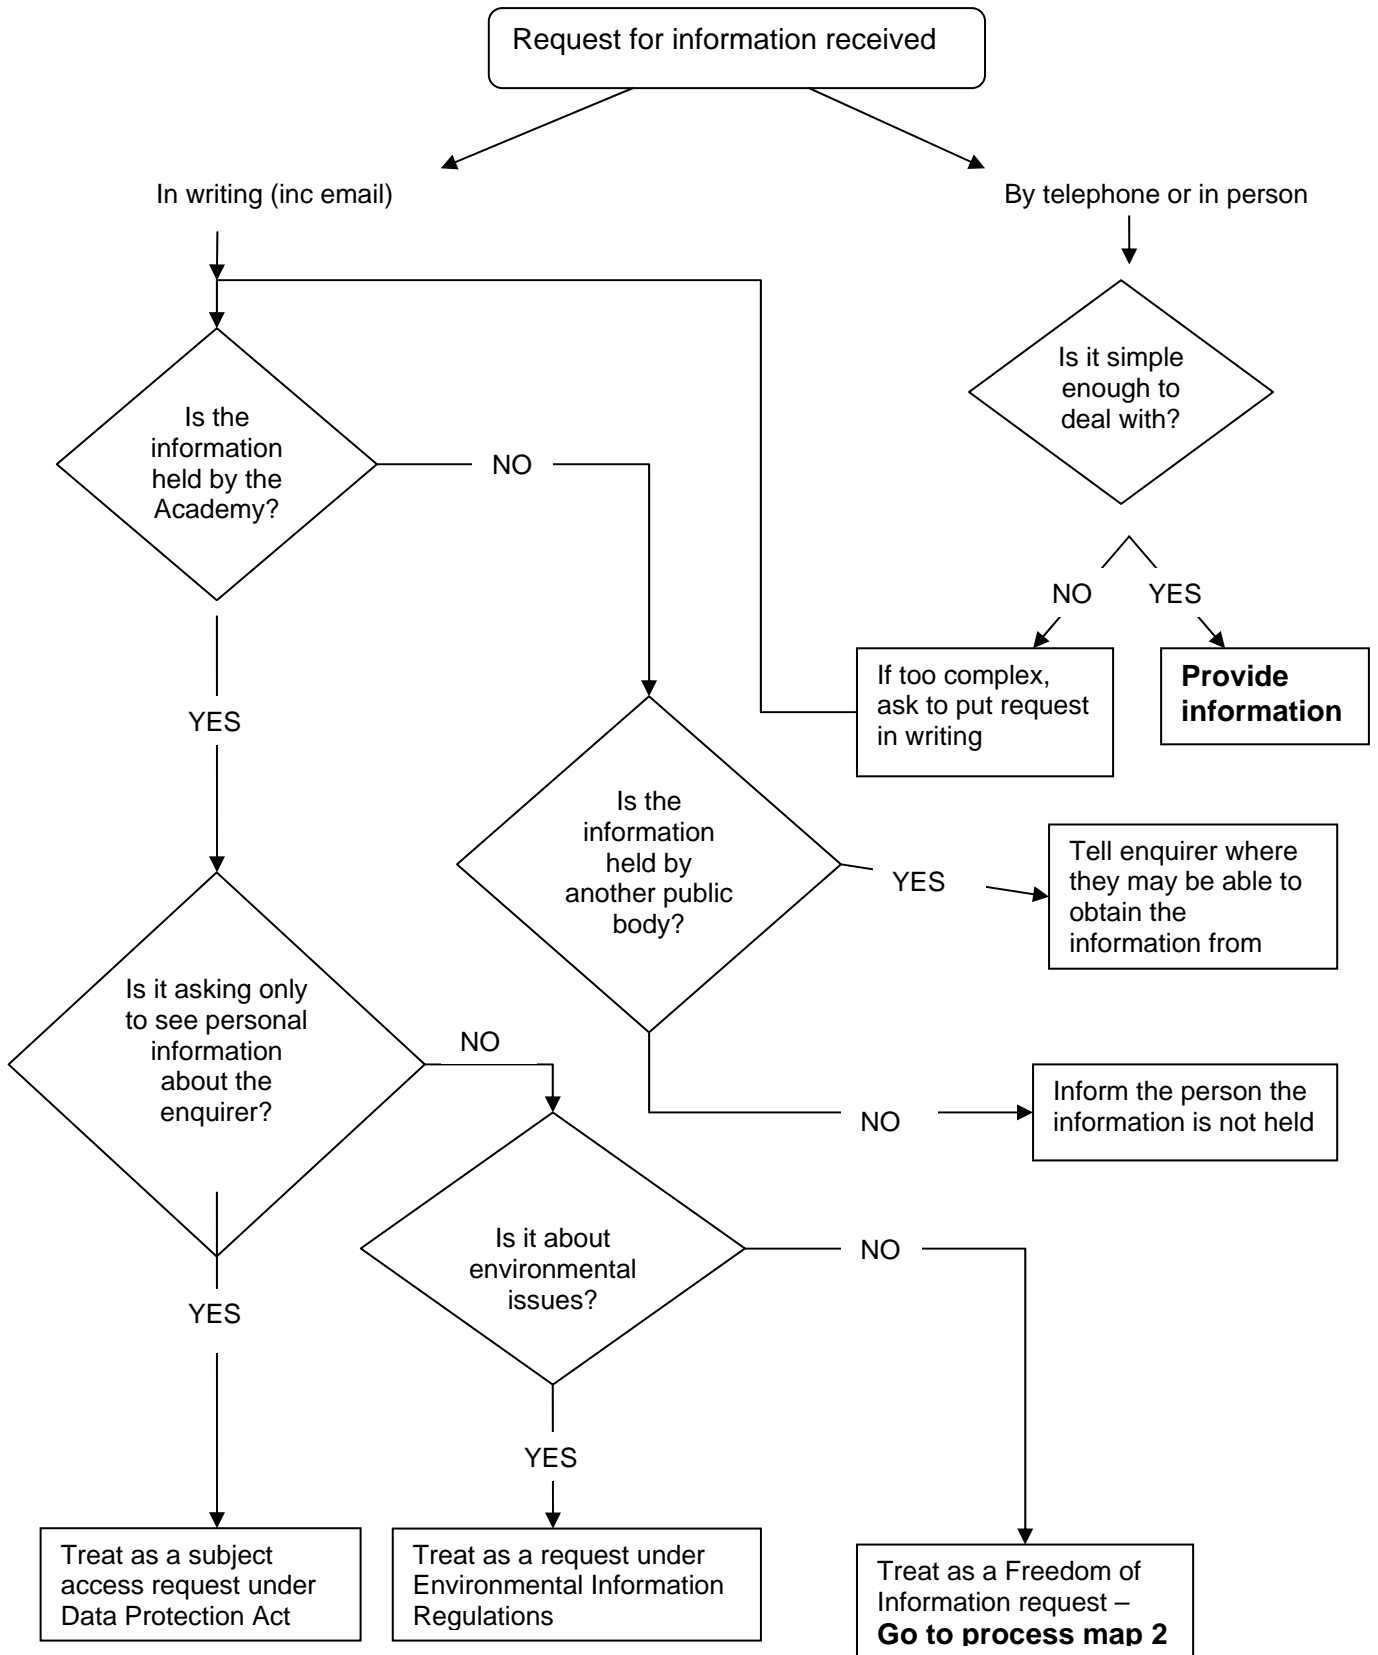 Request for information received
In writing (inc email)
By telephone or in person
Is it simple
enough to
deal with?
Is the
information
held by the
Academy?
NO
NO
YES
If too complex,
ask to put request
in writing
Provide
information
YES
Is the
information
held by
another public
body?
YES
Tell enquirer where
they may be able to
obtain the
information from
Is it asking only
to see personal
information
about the
enquirer?
NO
Inform the person the
information is not held
NO
Is it about
environmental
issues?
NO
YES
YES
Treat as a subject
access request under
Data Protection Act
Treat as a request under
Environmental Information
Regulations
Treat as a Freedom of
Information request –
Go to process map 2